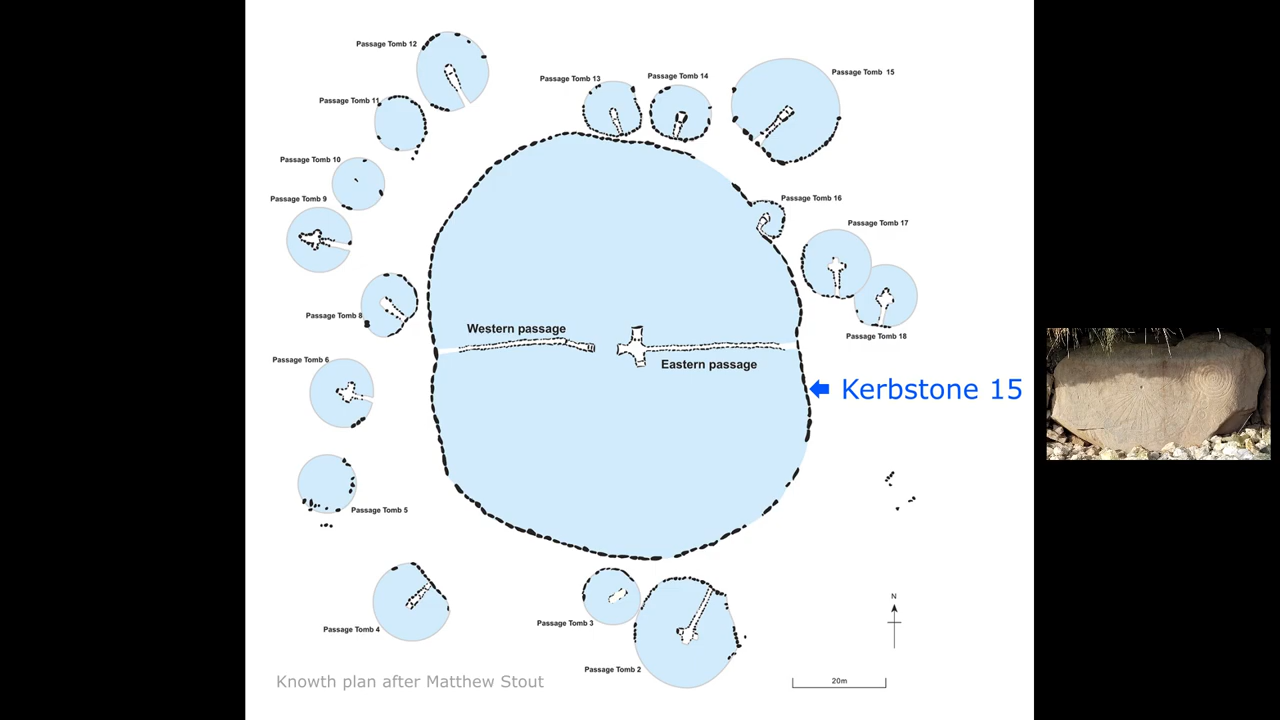 Passage Tomb 12
Passage Tomb 13
Passage Tomb 14
Passage Tomb 15
Passage Tomb 11
Passage Tomb 10
Passage Tomb 9
Passage Tomb 16
Passage Tomb 17
Passage Tomb 8
Passage Tomb 18
Western passage
Eastern passage
Passage Tomb 6
Kerbstone 15
Passage Tomb 5
N
Passage Tomb 4
Passage Tomb 3
Passage Tomb 2
20m
Knowth plan after Matthew Stout